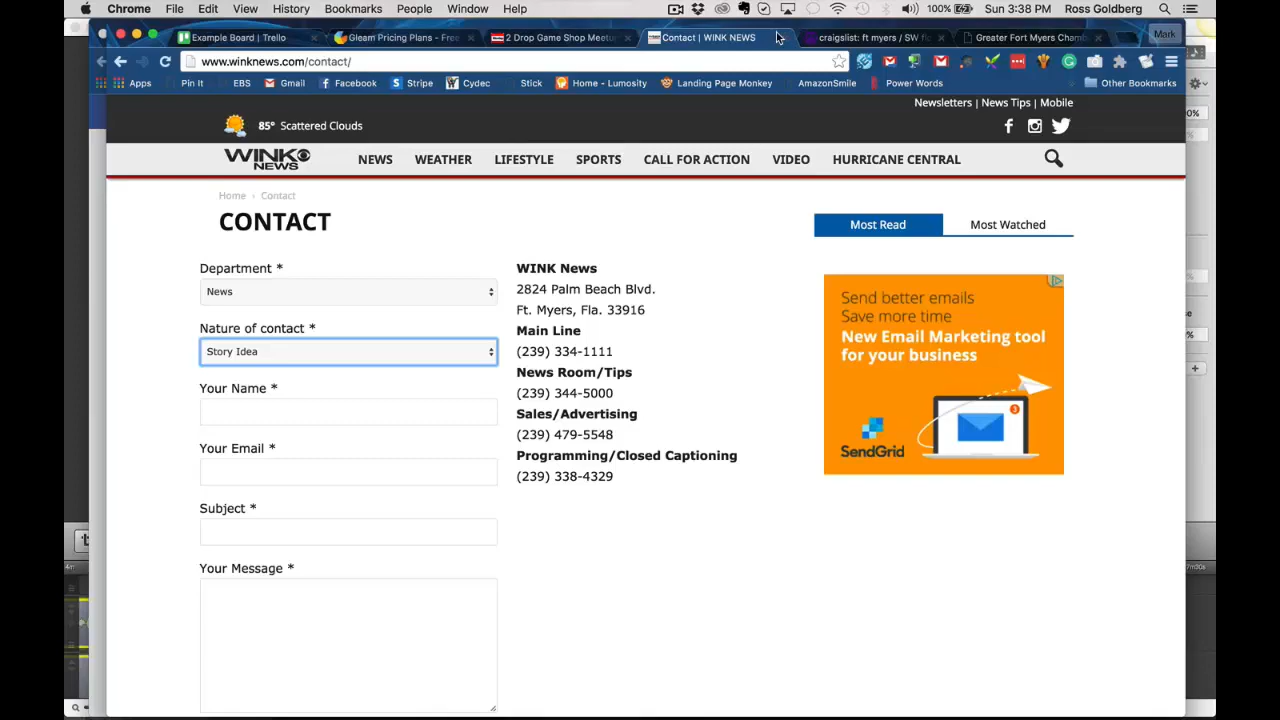 Chrome File Edit View History Bookmarks People Window Help 100% Sun 3:38 PM Ross Goldberg
Example Board | Trello
Gleam Pricing Plans - Free
2 Drop Game Shop Meetu
Contact | WINK NEWS
craigslist: ft myers / SW fl
Greater Fort Myers Chamb
Mark
www.winknews.com/contact/
Apps Pin It EBS Gmail Facebook Stripe Cydec Stick Home - Lumosity Landing Page Monkey AmazonSmile Power Words Other Bookmarks
Newsletters | News Tips | Mobile
85° Scattered Clouds
WINK NEWS
NEWS WEATHER LIFESTYLE SPORTS CALL FOR ACTION VIDEO HURRICANE CENTRAL
Home › Contact
CONTACT
Department *
News
Nature of contact *
Story Idea
Your Name *
Your Email *
Subject *
Your Message *
WINK News
2824 Palm Beach Blvd.
Ft. Myers, Fla. 33916
Main Line
(239) 334-1111
News Room/Tips
(239) 344-5000
Sales/Advertising
(239) 479-5548
Programming/Closed Captioning
(239) 338-4329
Most Read Most Watched
Send better emails
Save more time
New Email Marketing tool
for your business
3
SendGrid
0%
%
7m30s